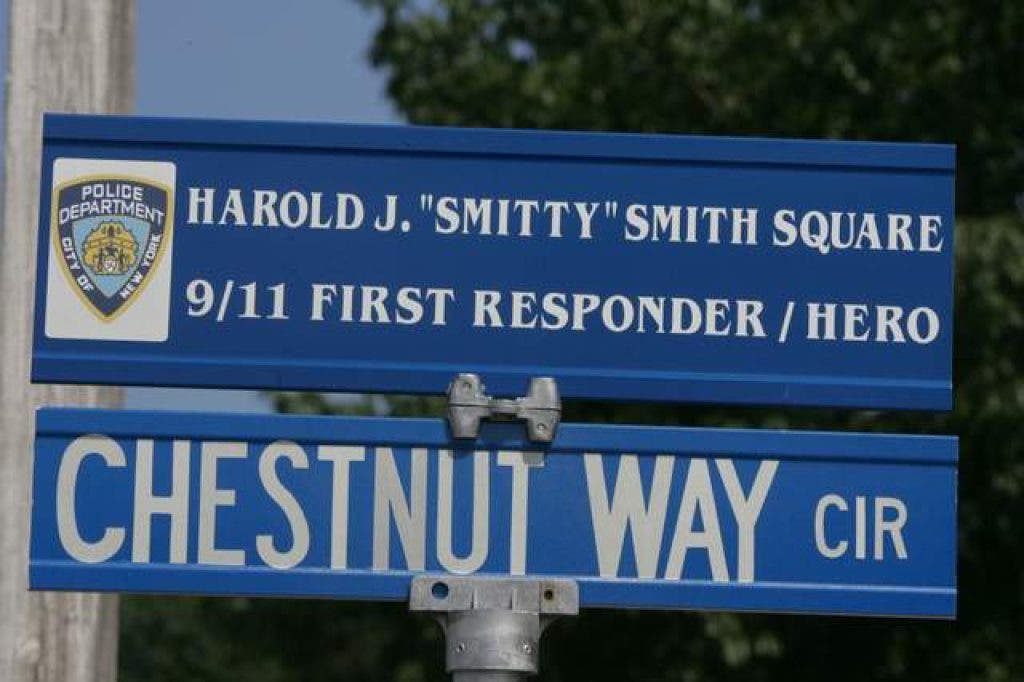 POLICE
DEPARTMENT
CITY OF
NEW YORK
HAROLD J. "SMITTY" SMITH SQUARE
9/11 FIRST RESPONDER / HERO
CHESTNUT WAY CIR